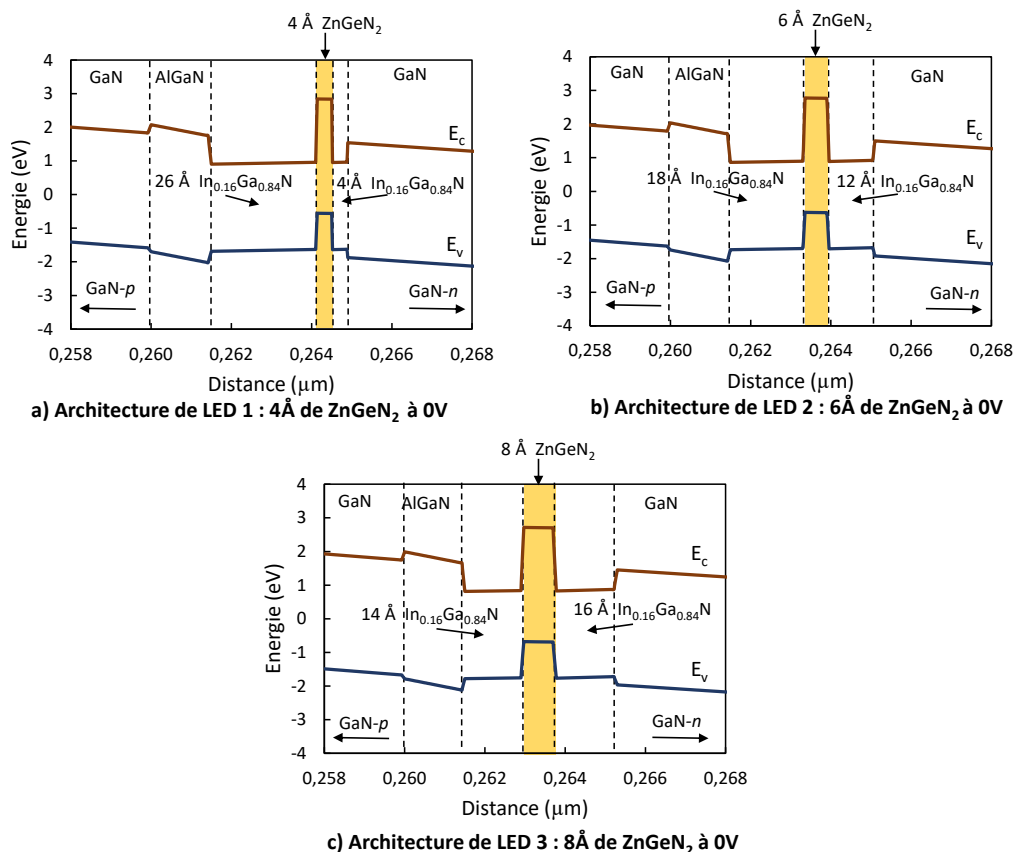 4 Å ZnGeN2
GaN
AlGaN
GaN
Ec
26 Å In0.16Ga0.84N
4 Å In0.16Ga0.84N
Ev
GaN-p
GaN-n
4
3
2
1
0
-1
-2
-3
-4
Energie (eV)
0,258 0,260 0,262 0,264 0,266 0,268
Distance (µm)
a) Architecture de LED 1 : 4Å de ZnGeN2 à 0V
6 Å ZnGeN2
GaN
AlGaN
GaN
Ec
18 Å In0.16Ga0.84N
12 Å In0.16Ga0.84N
Ev
GaN-p
GaN-n
4
3
2
1
0
-1
-2
-3
-4
Energie (eV)
0,258 0,260 0,262 0,264 0,266 0,268
Distance (µm)
b) Architecture de LED 2 : 6Å de ZnGeN2 à 0V
8 Å ZnGeN2
GaN
AlGaN
GaN
Ec
14 Å In0.16Ga0.84N
16 Å In0.16Ga0.84N
Ev
GaN-p
GaN-n
4
3
2
1
0
-1
-2
-3
-4
Energie (eV)
0,258 0,260 0,262 0,264 0,266 0,268
Distance (µm)
c) Architecture de LED 3 : 8Å de ZnGeN2 à 0V